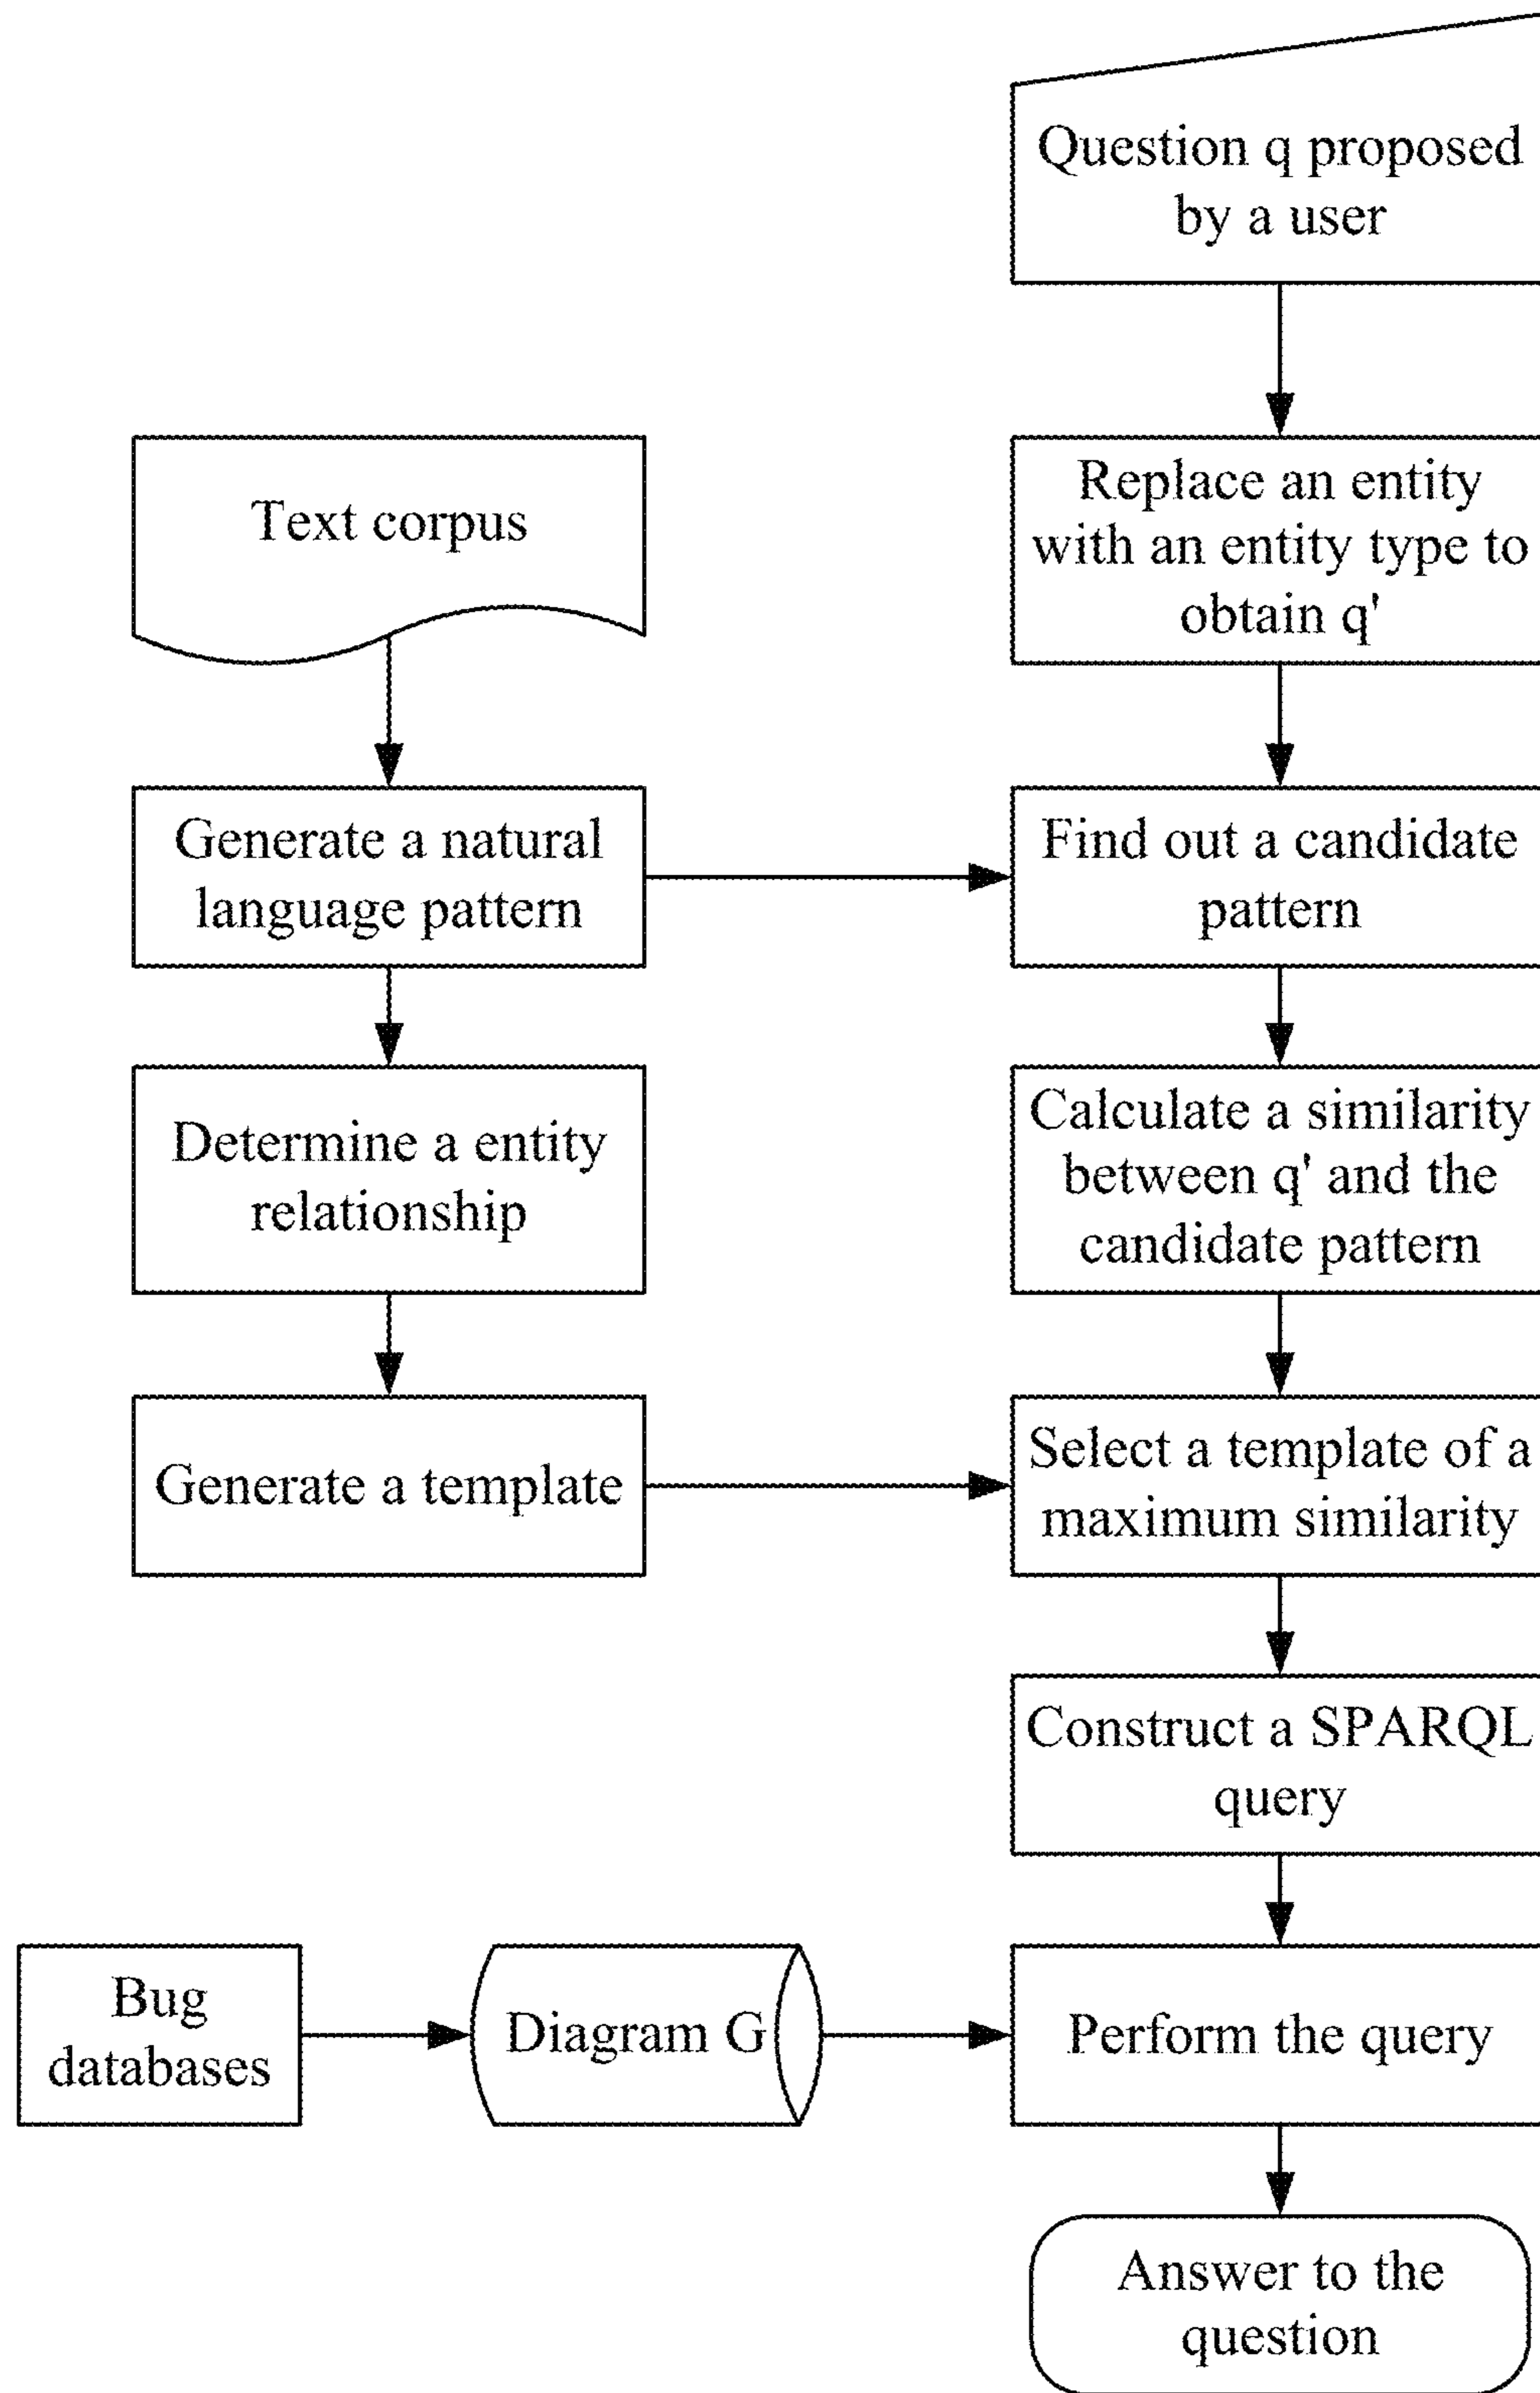 Question q proposed
by a user
Text corpus
Replace an entity
with an entity type to
obtain q'
Generate a natural
language pattern
Find out a candidate
pattern
Determine a entity
relationship
Calculate a similarity
between q' and the
candidate pattern
Generate a template
Select a template of a
maximum similarity
Construct a SPARQL
query
Bug
databases
Diagram G
Perform the query
Answer to the
question